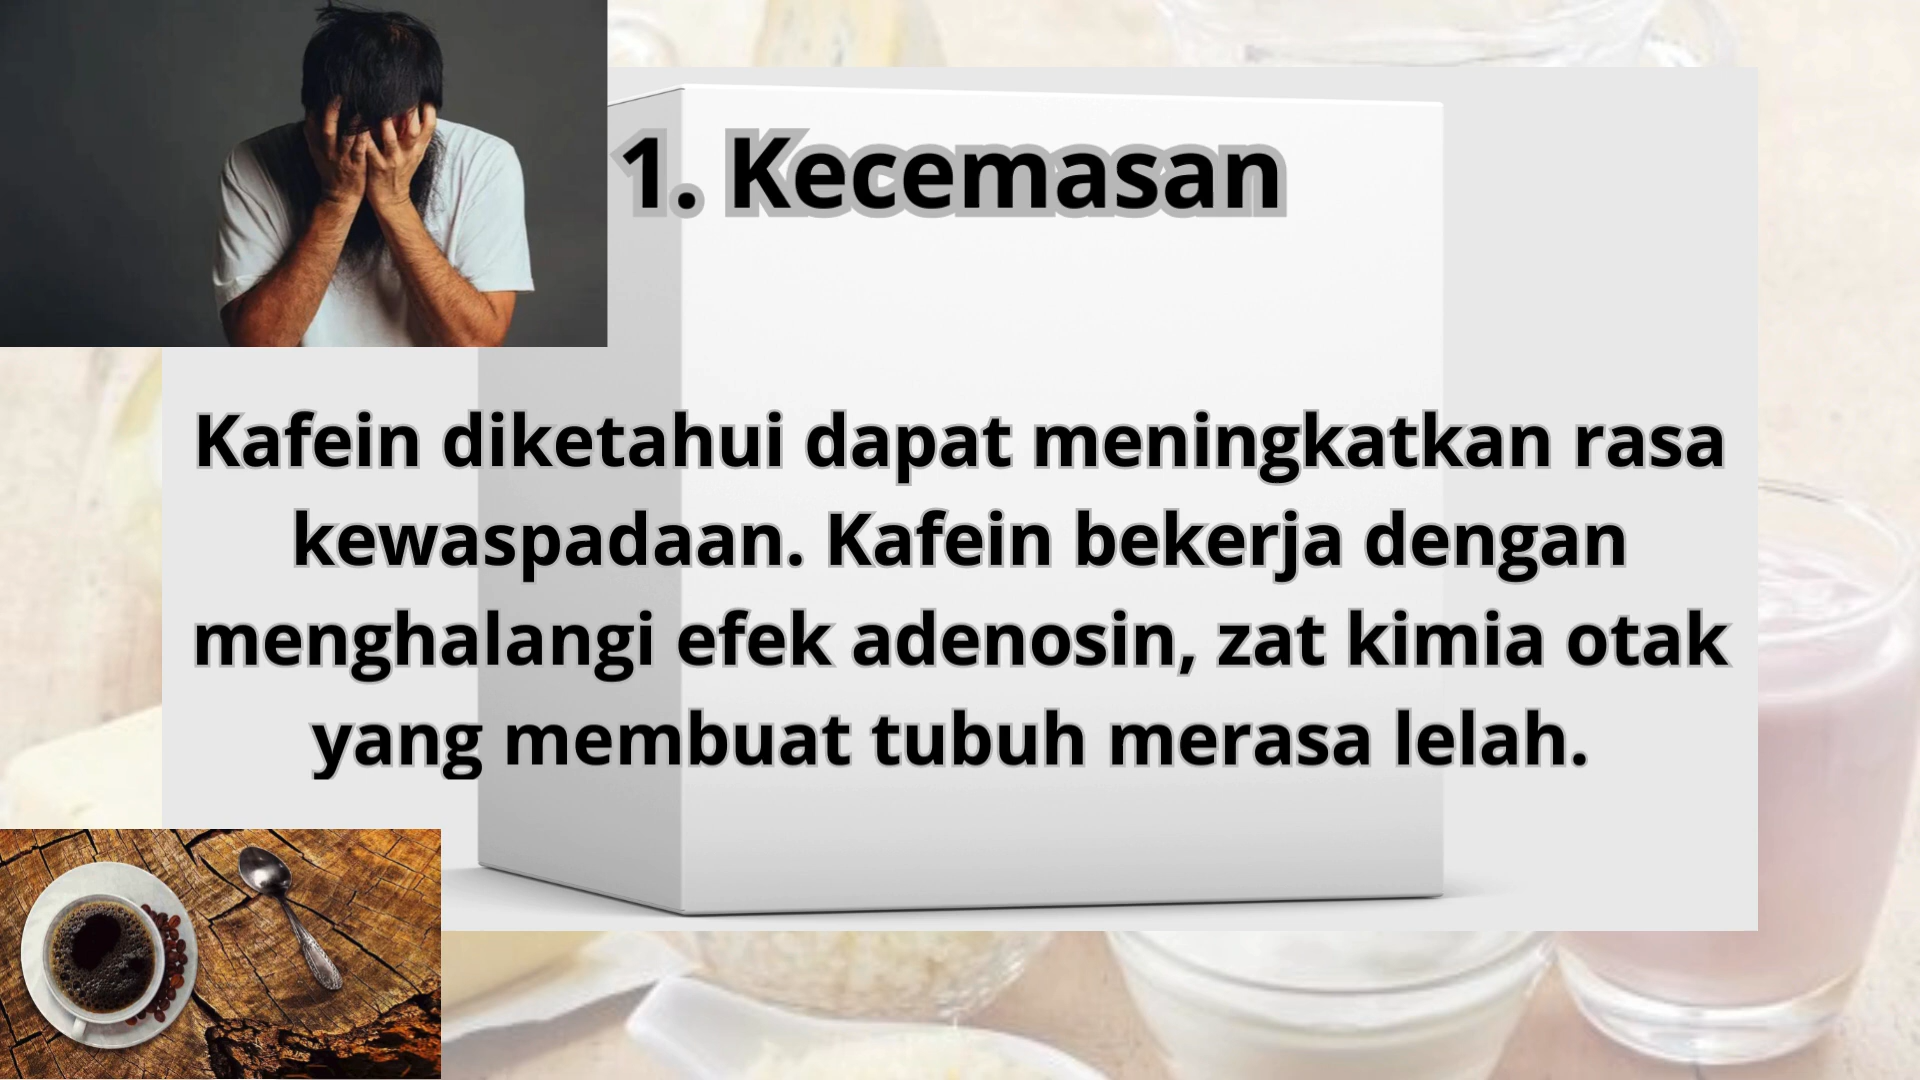 1. Kecemasan
Kafein diketahui dapat meningkatkan rasa
kewaspadaan. Kafein bekerja dengan
menghalangi efek adenosin, zat kimia otak
yang membuat tubuh merasa lelah.